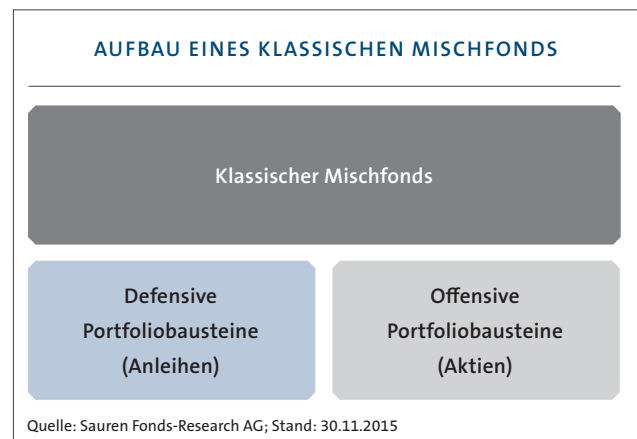 AUFBAU EINES KLASSISCHEN MISCHFONDS
Klassischer Mischfonds
Defensive
Portfoliobausteine
(Anleihen)
Offensive
Portfoliobausteine
(Aktien)
Quelle: Sauren Fonds-Research AG; Stand: 30.11.2015